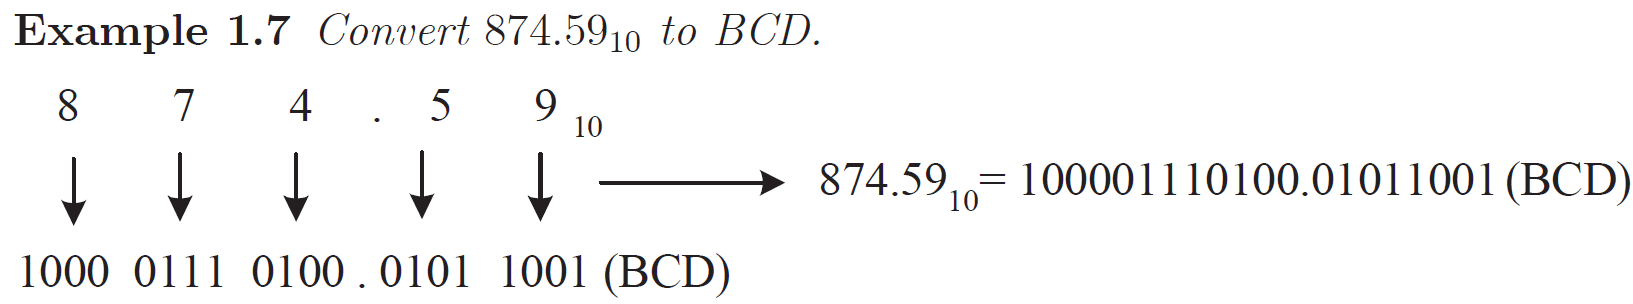 Example 1.7 Convert 874.59₁₀ to BCD.
8 7 4 . 5 9 ₁₀
874.59₁₀= 100001110100.01011001(BCD)
1000 0111 0100 . 0101 1001 (BCD)